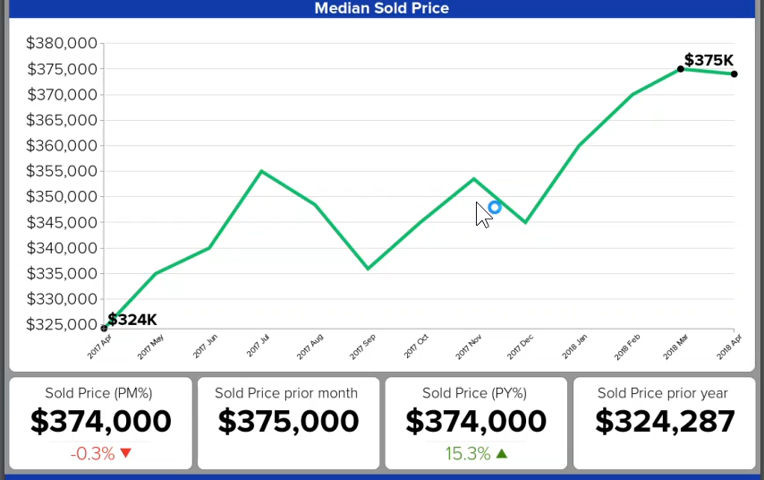 Median Sold Price
$380,000
$375,000
$370,000
$365,000
$360,000
$355,000
$350,000
$345,000
$340,000
$335,000
$330,000
$325,000
$375K
$324K
2017 Apr
2017 May
2017 Jun
2017 Jul
2017 Aug
2017 Sep
2017 Oct
2017 Nov
2017 Dec
2018 Jan
2018 Feb
2018 Mar
2018 Apr
Sold Price (PM%)
$374,000
-0.3% ▼
Sold Price prior month
$375,000
Sold Price (PY%)
$374,000
15.3% ▲
Sold Price prior year
$324,287